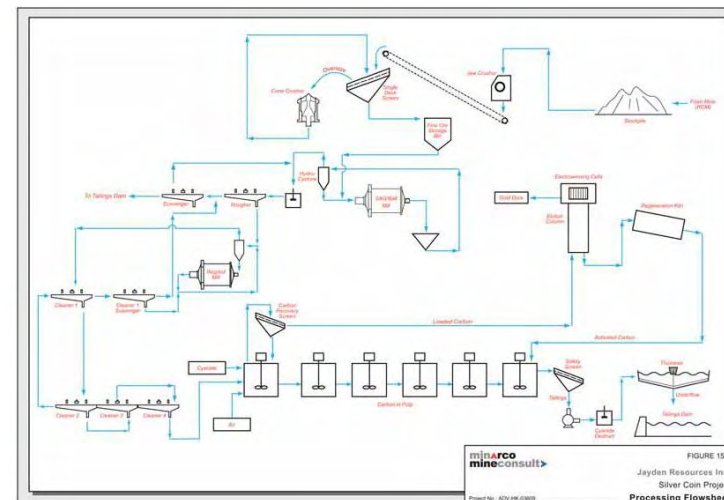 From Mine
(ROM)
Stockpile
Jaw Crusher
Single
Deck
Screen
Oversize
Cone Crusher
Fine Ore
Storage
Bin
Hydro
Cyclone
SAG/Ball
Mill
To Tailings Dam
Scavenger
Rougher
Regrind
Mill
Cleaner 1
Cleaner 1
Scavenger
Cleaner 2
Cleaner 3
Cleaner 4
Electrowinning Cells
Gold Dore
Elution
Column
Regeneration Kiln
Carbon
Recovery
Screen
Loaded Carbon
Activated Carbon
Cyanide
Air
Carbon in Pulp
Safety
Screen
Tailings
Cyanide
Destruct
Thickener
Underflow
Tailings Dam
minarco
mineconsult
FIGURE 15
Jayden Resources In
Silver Coin Proje
Processing Flowshee
Project No.